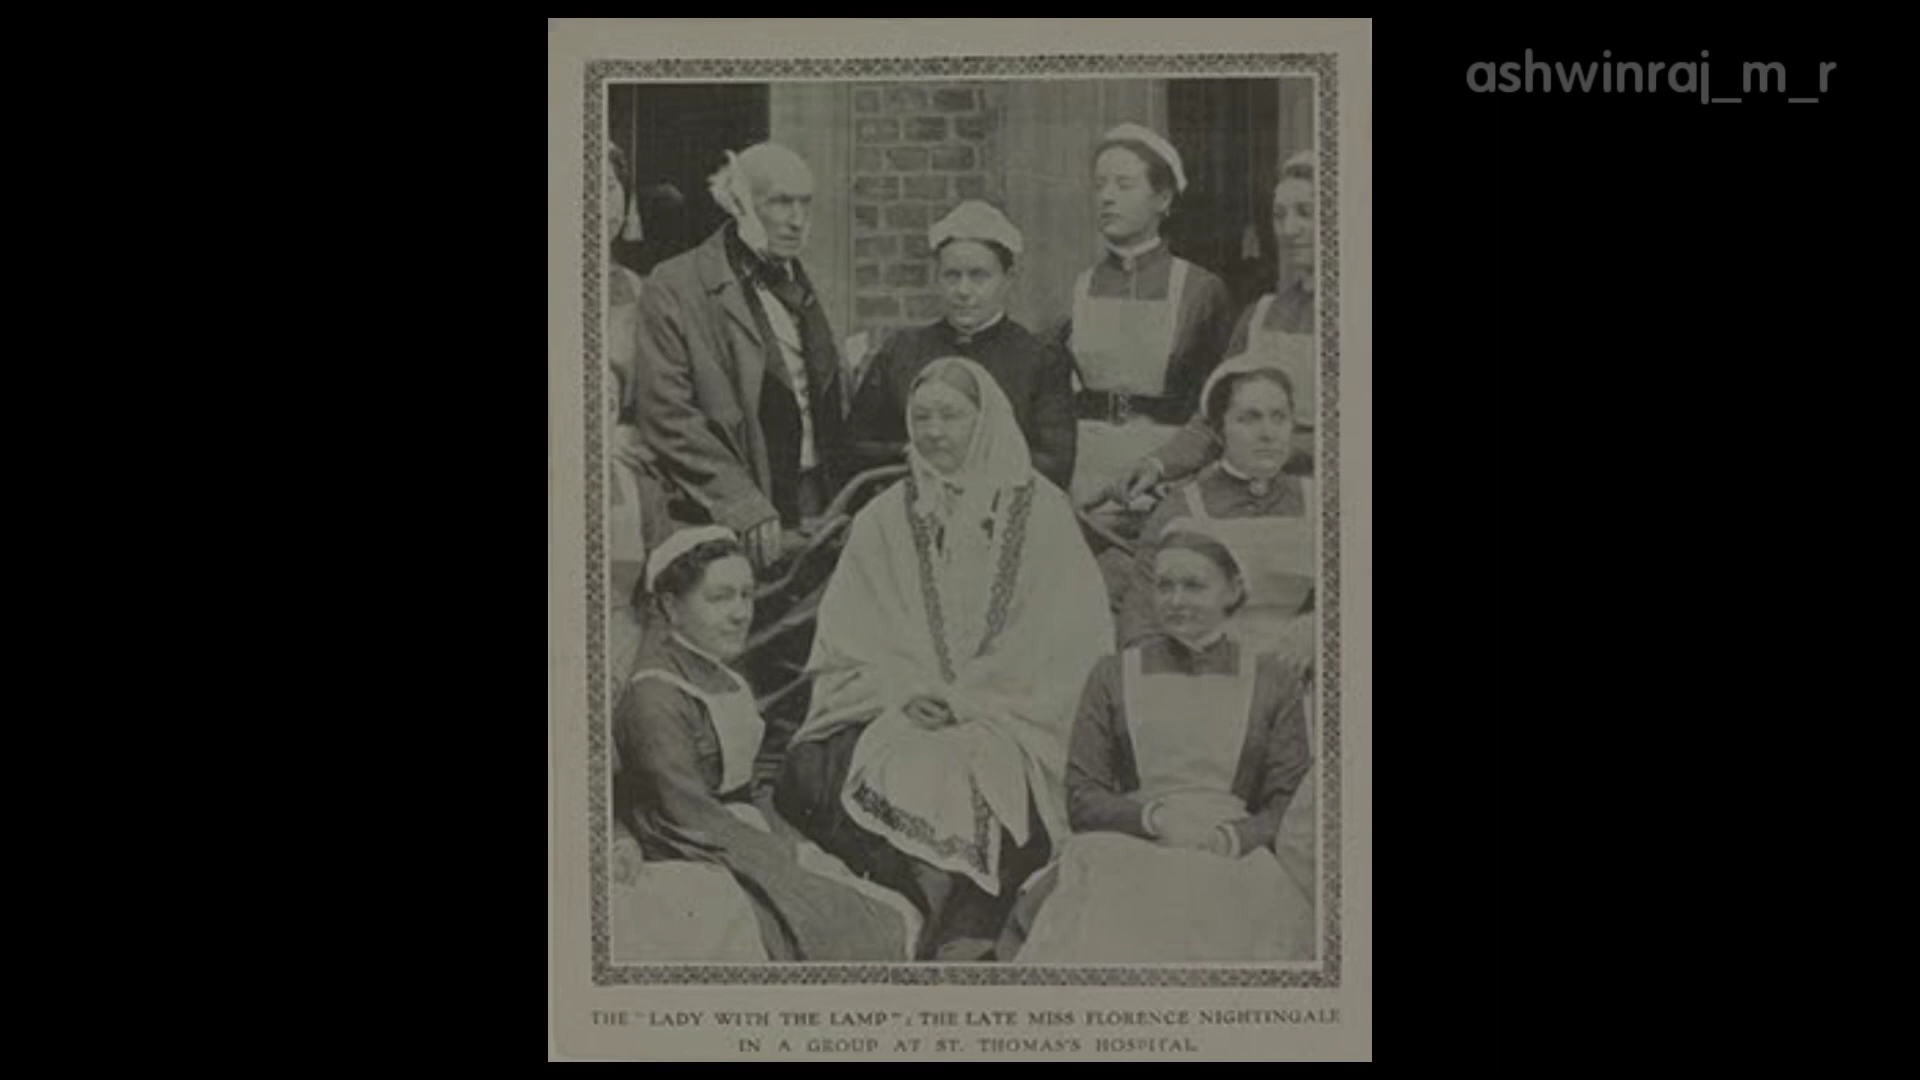 ashwinraj_m_r
THE "LADY WITH THE LAMP": THE LATE MISS FLORENCE NIGHTINGALE
IN A GROUP AT ST. THOMAS'S HOSPITAL